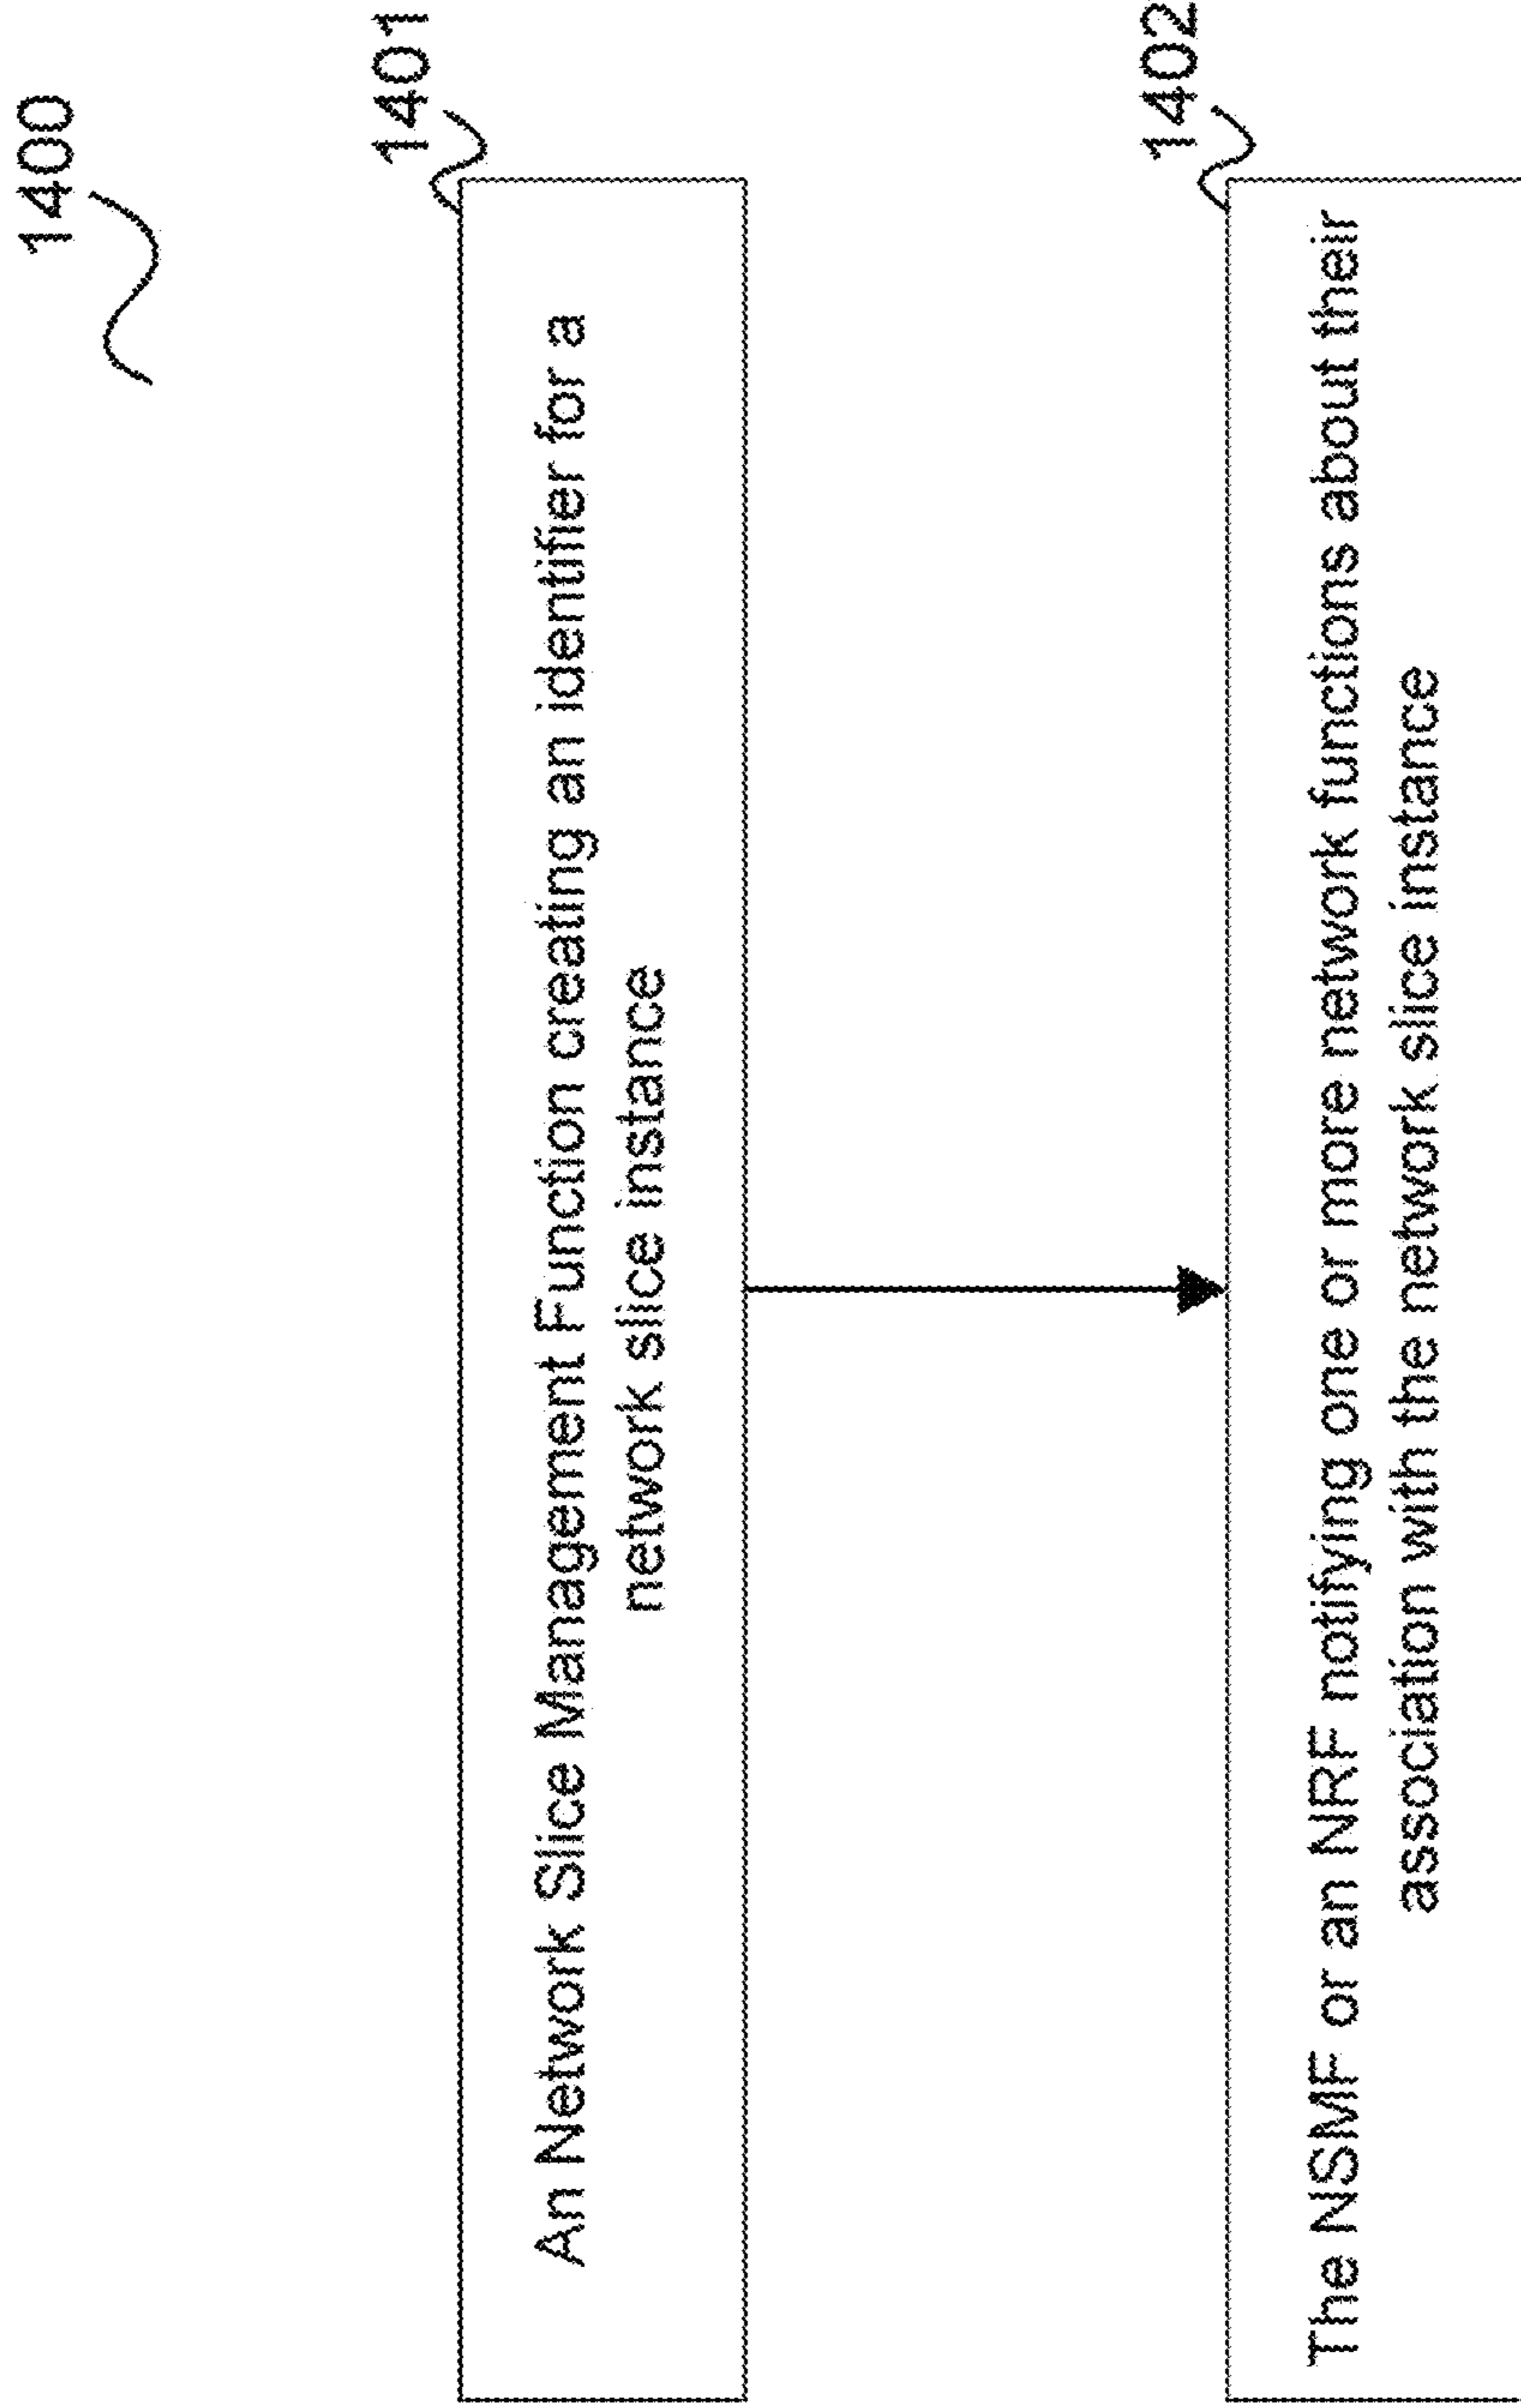 1400
1401
An Network Slice Management Function creating an identifier for a
network slice instance
1402
The NSMF or an NRF notifying one or more network functions about their
association with the network slice instance